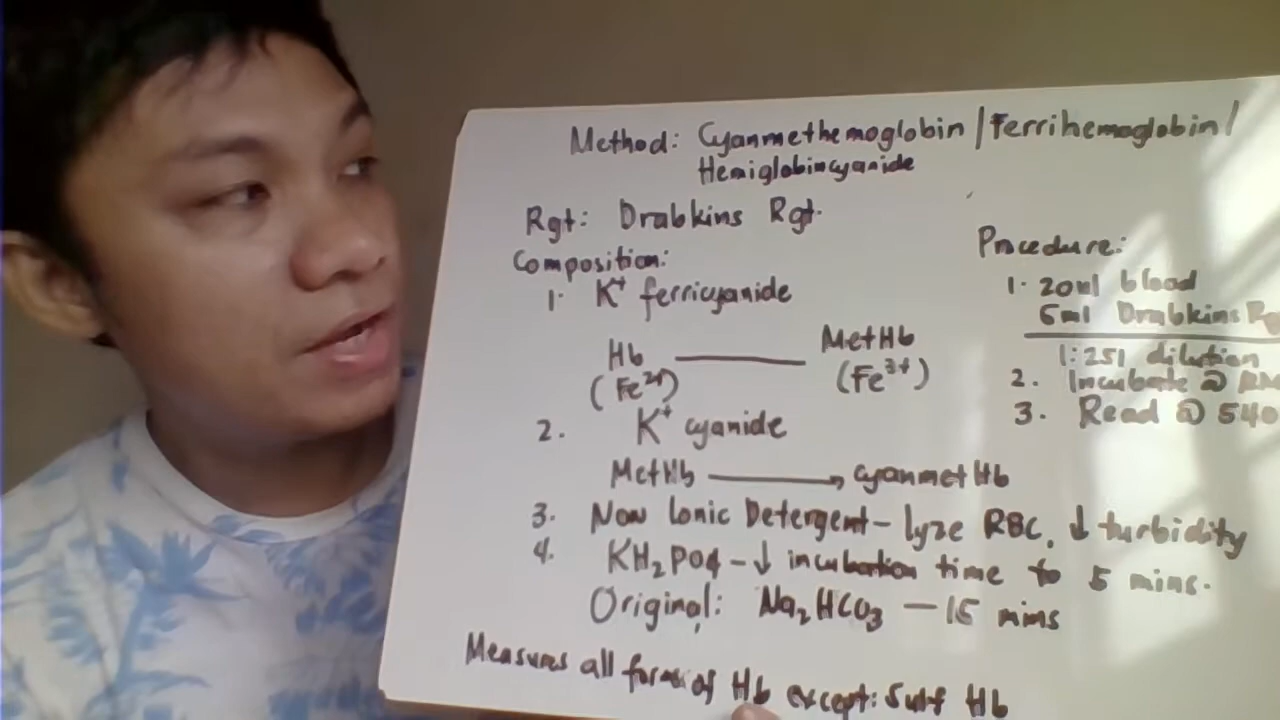 Method: Cyanmethemoglobin / Ferrihemoglobin /
Hemiglobincyanide
Rgt: Drabkins Rgt.
Composition:
1. K+ ferricyanide
Hb MetHb
(Fe2+) (Fe3+)
2. K+ cyanide
MetHb → cyanmetHb
3. Non Ionic Detergent - lyze RBC, ↓ turbidity
4. KH2PO4 - ↓ incubation time to 5 mins.
Original: Na2HCO3 - 15 mins
Measures all forms of Hb except: Sulf Hb
Procedure:
1. 20ul blood
5ml Drabkins
1:251 dilution
2. Incubate @
3. Read @ 540